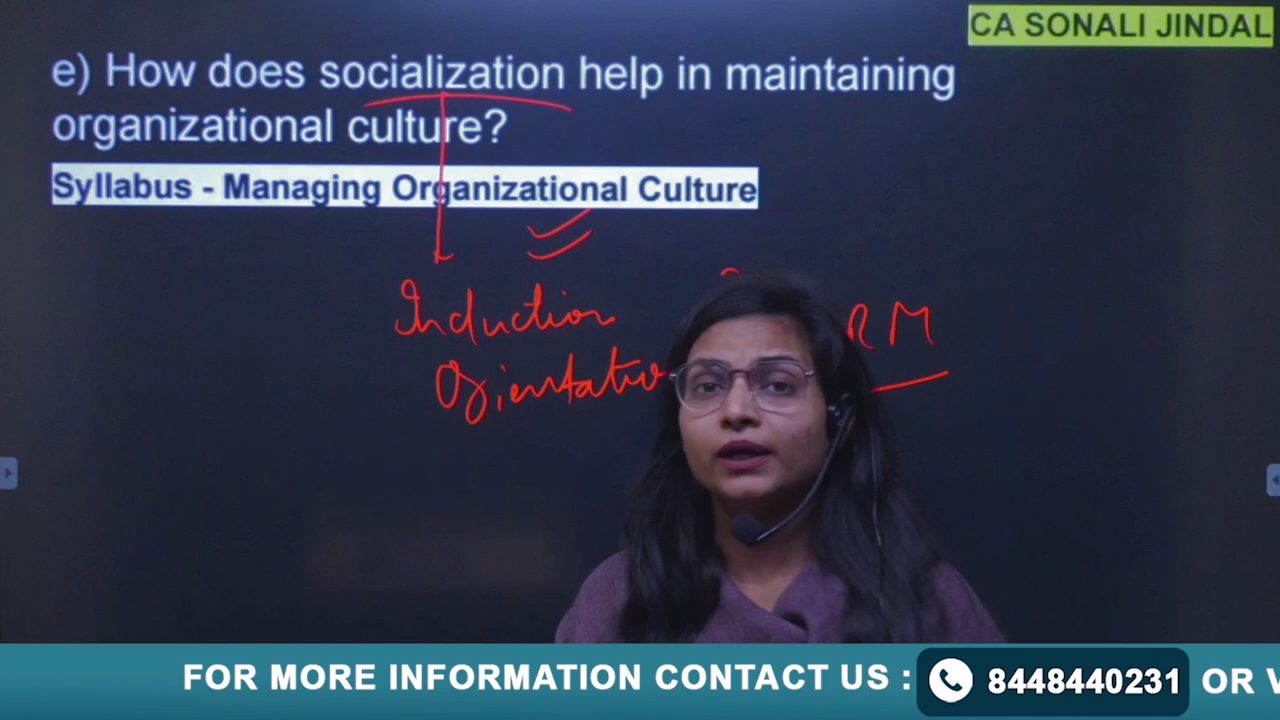 CA SONALI JINDAL
e) How does socialization help in maintaining
organizational culture?
Syllabus - Managing Organizational Culture
Induction
RM
FOR MORE INFORMATION CONTACT US : 8448440231 OR V